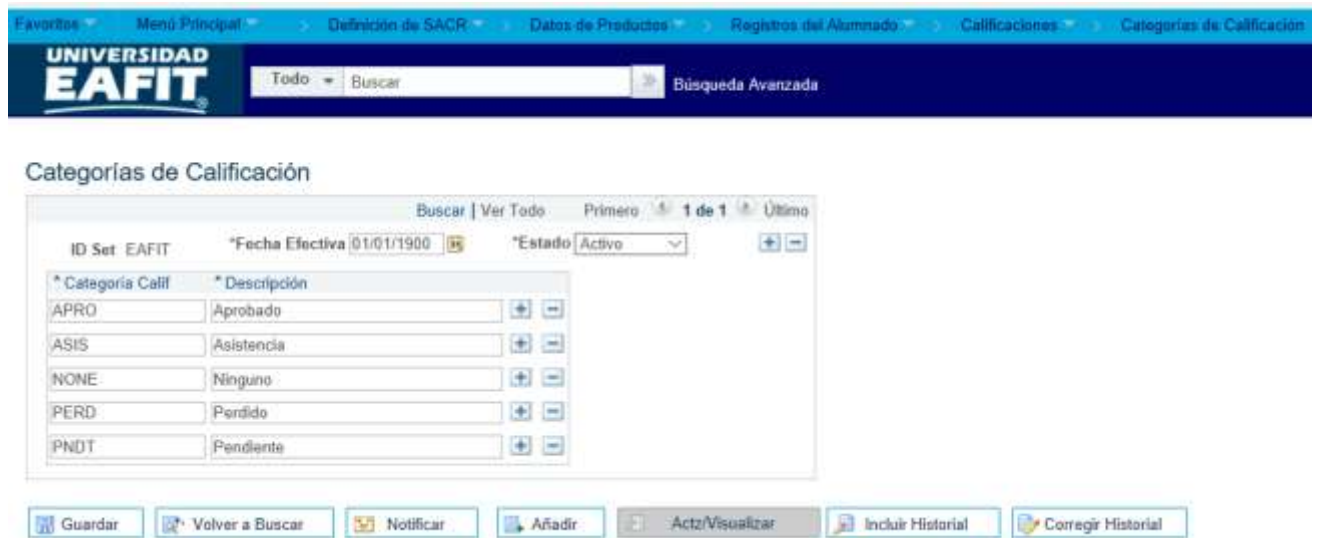 Favoritos Menú Principal Definición de SACR Datos de Productos Registros del Alumnado Calificaciones Categorías de Calificación
UNIVERSIDAD
EAFIT
®
Todo Buscar Búsqueda Avanzada
Categorías de Calificación
Buscar | Ver Todo Primero 1 de 1 Último
ID Set EAFIT *Fecha Efectiva 01/01/1900 *Estado Activo
* Categoría Calif * Descripción
APRO Aprobado
ASIS Asistencia
NONE Ninguno
PERD Perdido
PNDT Pendiente
Guardar Volver a Buscar Notificar Añadir Actz/Visualizar Incluir Historial Corregir Historial